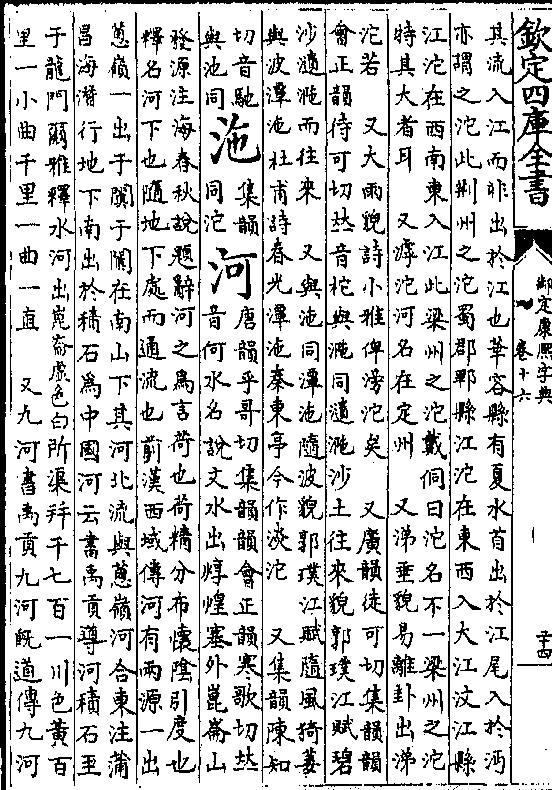 欽定四庫全書
御定康熙字典
卷十六
二十四
其流入江而非出於江也華容縣有夏水首出於江尾入於沔
亦謂之沱此荆州之沱蜀郡郫縣江沱在東西入大江汶江縣
江沱在西南東入江此梁州之沱戴侗曰沱名不一梁州之沱
特其大者耳　又滹沱河名在定州　又涕垂貌易離卦出涕
沱若　又大雨貌詩小雅俾滂沱矣　又廣韻徒可切集韻韻
會正韻待可切𠀤音柁與㴰同𨗿㴰沙土往來貌郭璞江賦碧
沙𨗿㴰而往來　又與池同潭沱隨波貌郭璞江賦隨風猗萎
與波潭沲杜甫詩春光潭沲秦東亭今作淡沱　又集韻陳知
切音馳與池同　沲　集韻同沱　河　唐韻乎哥切集韻韻會正韻寒歌切𠀤音何水名說文水出焞煌塞外崑崙山
發源注海春秋說題辭河之為言荷也荷精分布懷陰引度也
釋名河下也隨地下處而通流也前漢西域傳河有兩源一出
蔥嶺一出于闐于闐在南山下其河北流與蔥嶺河合東注蒲
昌海潛行地下南出於積石為中國河云書禹貢導河積石至
于龍門爾雅釋水河出崑崙虛色白所渠幷千七百一川色黃百
里一小曲千里一曲一直　又九河書禹貢九河既道傳九河